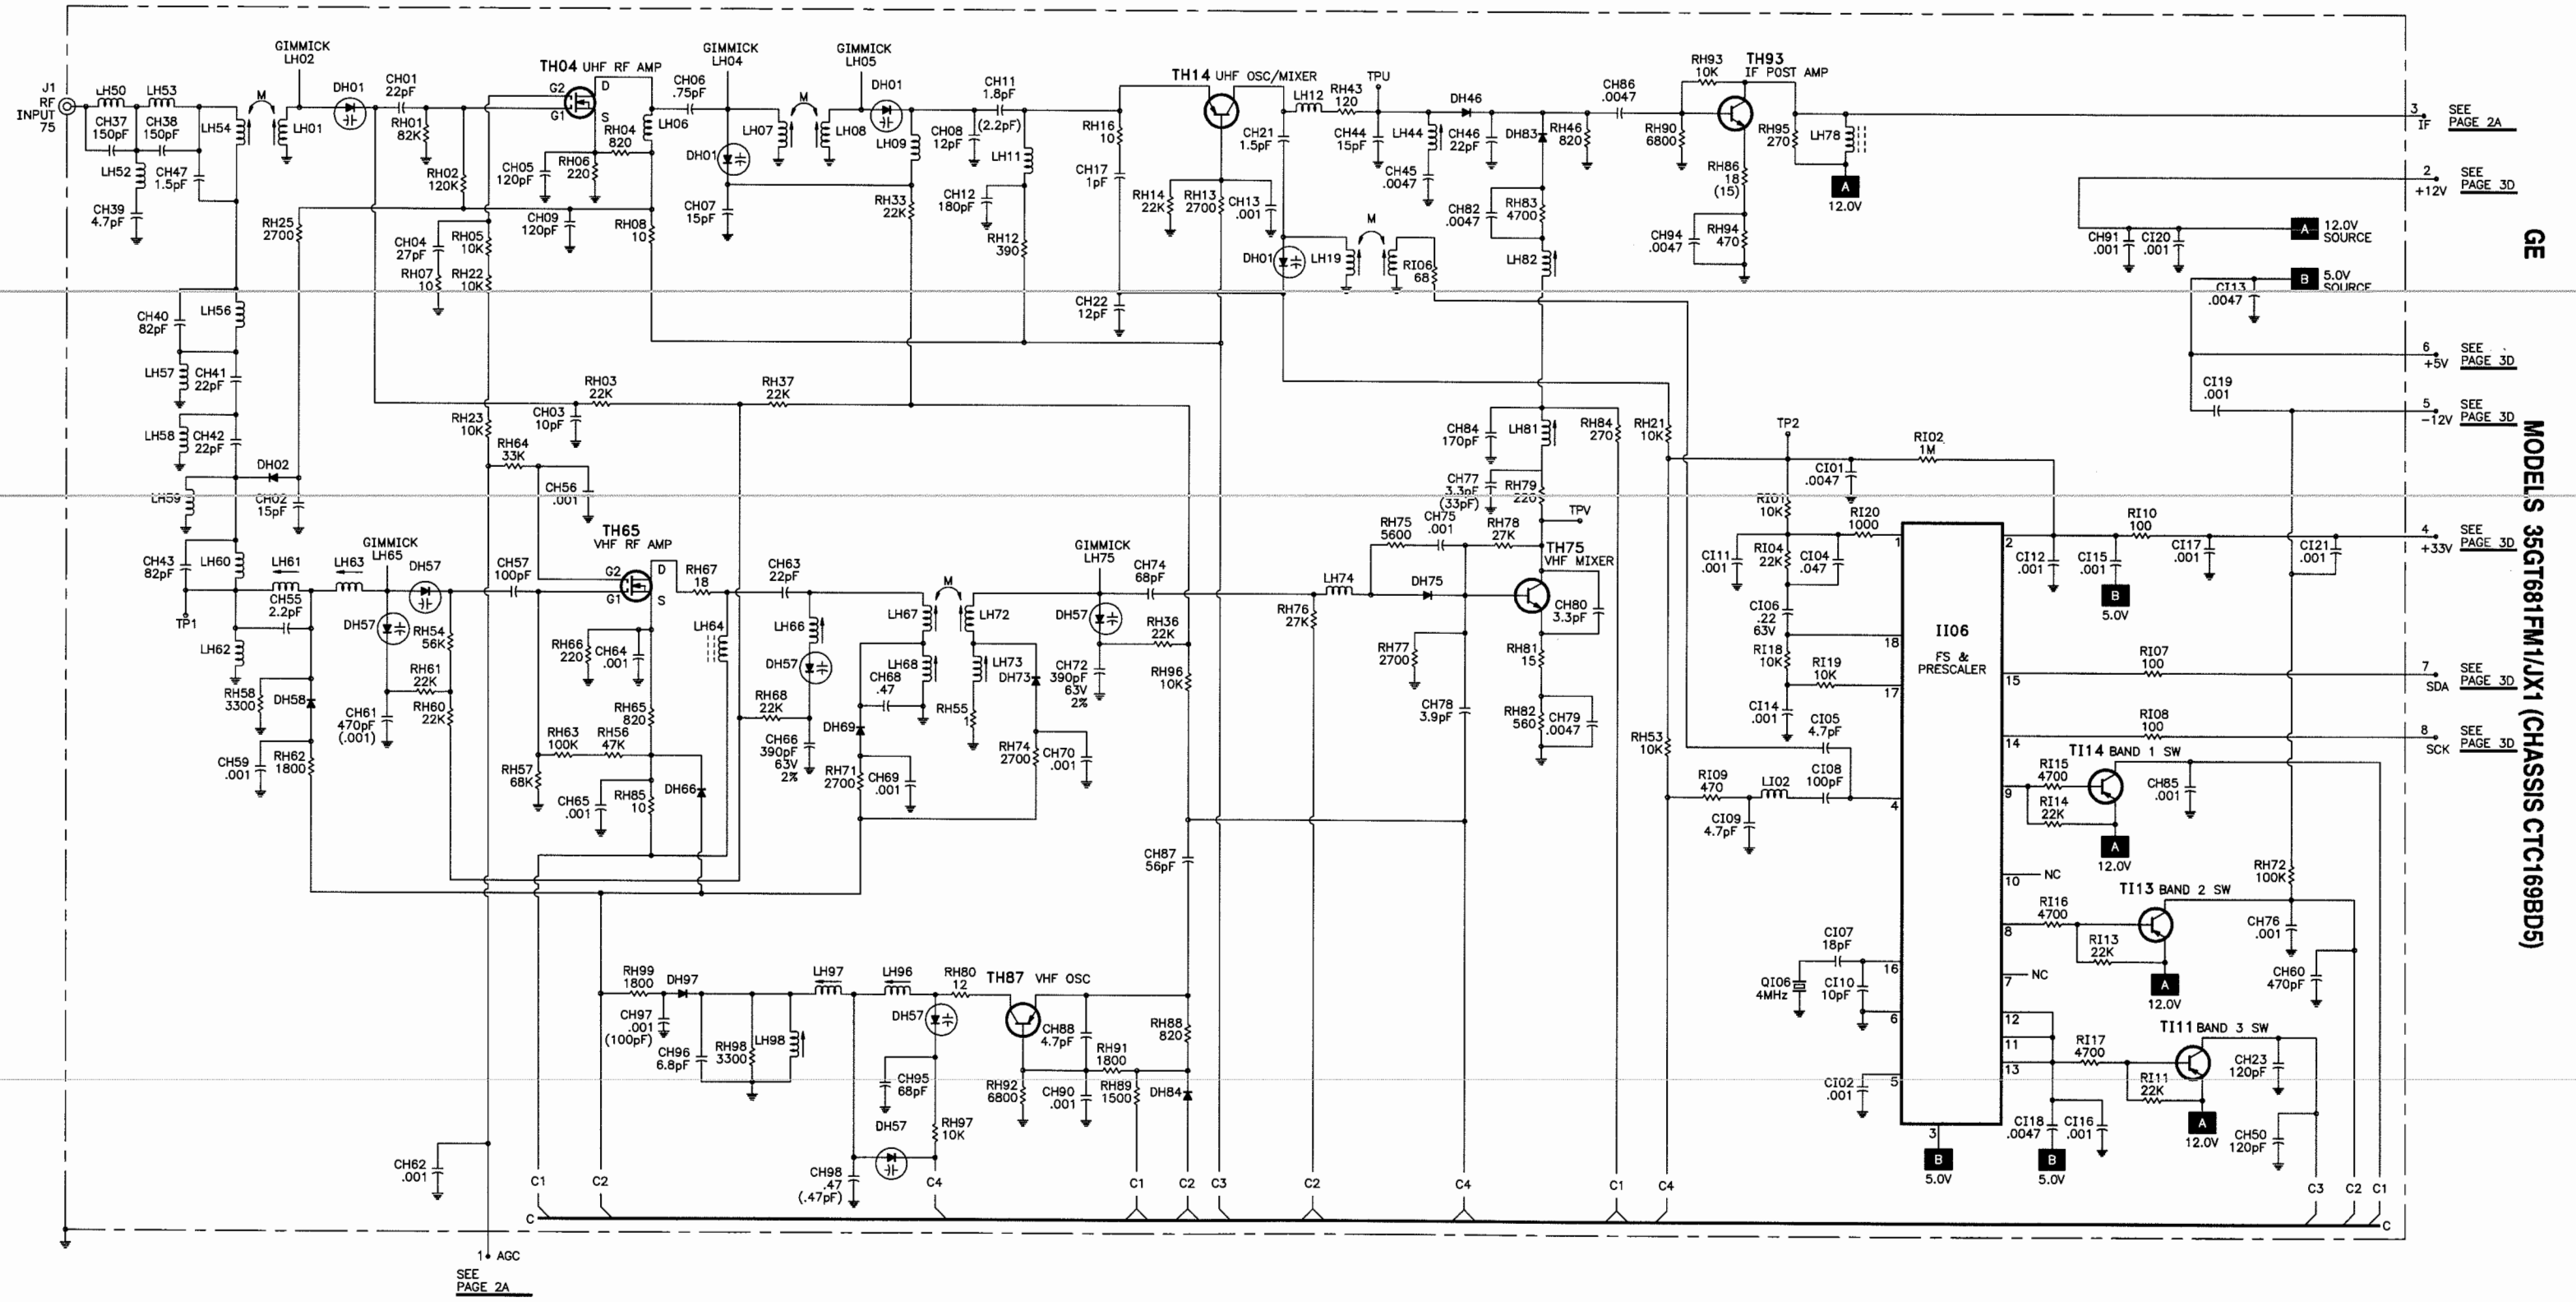 J1
RF
INPUT
75
LH50
LH53
CH37
150pF
CH38
150pF
LH52
CH47
1.5pF
CH39
4.7pF
LH54
M
LH01
GIMMICK
LH02
DH01
CH01
22pF
RH01
82K
RH02
120K
RH25
2700
TH04 UHF RF AMP
G2
G1
D
S
RH04
820
LH06
CH05
120pF
RH06
220
CH09
120pF
RH08
10
CH04
27pF
RH05
10K
RH07
10
RH22
10K
CH06
.75pF
GIMMICK
LH04
DH01
CH07
15pF
LH07
M
LH08
GIMMICK
LH05
DH01
LH09
RH33
22K
CH08
12pF
CH11
1.8pF
(2.2pF)
LH11
CH12
180pF
RH12
390
TH14 UHF OSC/MIXER
RH16
10
CH17
1pF
CH22
12pF
RH14
22K
RH13
2700
CH13
.001
CH21
1.5pF
LH12
RH43
120
TPU
CH44
15pF
LH44
CH45
.0047
DH46
CH46
22pF
DH83
RH46
820
CH82
.0047
RH83
4700
LH82
DH01
LH19
M
RI06
68
CH86
.0047
RH90
6800
RH93
10K
TH93
IF POST AMP
RH95
270
LH78
A
12.0V
RH86
18
(15)
CH94
.0047
RH94
470
3
IF
SEE
PAGE 2A
2
+12V
SEE
PAGE 3D
CH91
.001
CI20
.001
A
12.0V
SOURCE
B
5.0V
SOURCE
CI13
.0047
6
+5V
SEE
PAGE 3D
CI19
.001
5
-12V
SEE
PAGE 3D
GE
MODELS 35GT681FM1/JX1 (CHASSIS CTC169BD5)
CH40
82pF
LH56
LH57
CH41
22pF
LH58
CH42
22pF
DH02
LH59
CH02
15pF
CH43
82pF
LH60
LH61
LH63
CH55
2.2pF
TP1
LH62
RH58
3300
DH58
CH59
.001
RH62
1800
RH03
22K
CH03
10pF
RH37
22K
RH23
10K
RH64
33K
CH56
.001
GIMMICK
LH65
DH57
DH57
RH54
56K
RH61
22K
CH61
470pF
(.001)
RH60
22K
CH57
100pF
TH65
VHF RF AMP
G2
G1
D
S
RH67
18
RH66
220
CH64
.001
LH64
RH65
820
RH63
100K
RH56
47K
RH57
68K
CH65
.001
RH85
10
DH66
CH63
22pF
LH66
DH57
RH68
22K
CH66
390pF
63V
2%
LH67
M
LH72
LH68
CH68
.47
LH73
DH73
RH55
1
DH69
RH71
2700
CH69
.001
RH74
2700
CH70
.001
GIMMICK
LH75
DH57
CH74
68pF
RH36
22K
CH72
390pF
63V
2%
RH96
10K
CH87
56pF
RH76
27K
LH74
DH75
RH75
5600
CH75
.001
RH78
27K
RH77
2700
CH78
3.9pF
CH84
170pF
LH81
CH77
3.3pF
(33pF)
RH79
220
TPV
TH75
VHF MIXER
CH80
3.3pF
RH81
15
RH82
560
CH79
.0047
RH84
270
RH21
10K
RH53
10K
TP2
CI01
.0047
RI02
1M
RI01
10K
RI20
1000
CI11
.001
RI04
22K
CI04
.047
CI06
.22
63V
RI18
10K
RI19
10K
CI14
.001
CI05
4.7pF
CI08
100pF
RI09
470
LI02
CI09
4.7pF
II06
FS &
PRESCALER
1
18
17
4
16
6
5
3
2
15
14
9
10
8
7
12
11
13
CI12
.001
CI15
.001
B
5.0V
RI10
100
CI17
.001
CI21
.001
4
+33V
SEE
PAGE 3D
RI07
100
7
SDA
SEE
PAGE 3D
RI08
100
8
SCK
SEE
PAGE 3D
TI14 BAND 1 SW
RI15
4700
RI14
22K
CH85
.001
A
12.0V
NC
TI13 BAND 2 SW
RI16
4700
RI13
22K
A
12.0V
NC
RH72
100K
CH76
.001
CH60
470pF
TI11 BAND 3 SW
RI17
4700
RI11
22K
A
12.0V
CH23
120pF
CH50
120pF
CI18
.0047
CI16
.001
B
5.0V
B
5.0V
QI06
4MHz
CI07
18pF
CI10
10pF
CI02
.001
RH99
1800
DH97
CH97
.001
(100pF)
CH96
6.8pF
RH98
3300
LH98
LH97
LH96
RH80
12
DH57
CH95
68pF
DH57
RH97
10K
CH98
.47
(.47pF)
TH87 VHF OSC
CH88
4.7pF
RH88
820
RH91
1800
RH92
6800
CH90
.001
RH89
1500
DH84
CH62
.001
C1
C2
C4
C1
C2
C3
C2
C4
C1
C4
C3
C2
C1
C
C
1
AGC
SEE
PAGE 2A